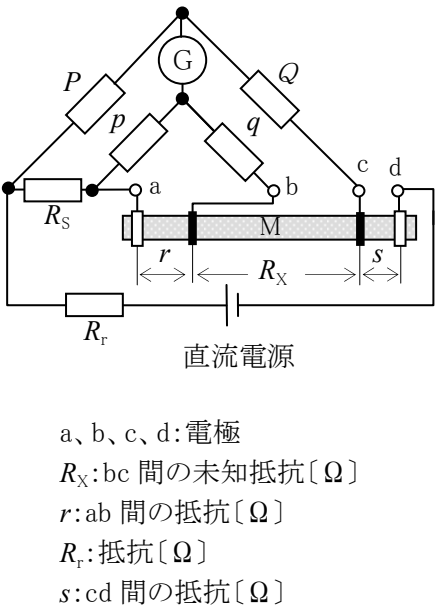 G
P
Q
p
q
a
b
c
d
R_S
M
r
R_X
s
R_r
直流電源
a、b、c、d:電極
R_X:bc 間の未知抵抗〔Ω〕
r:ab 間の抵抗〔Ω〕
R_r:抵抗〔Ω〕
s:cd 間の抵抗〔Ω〕